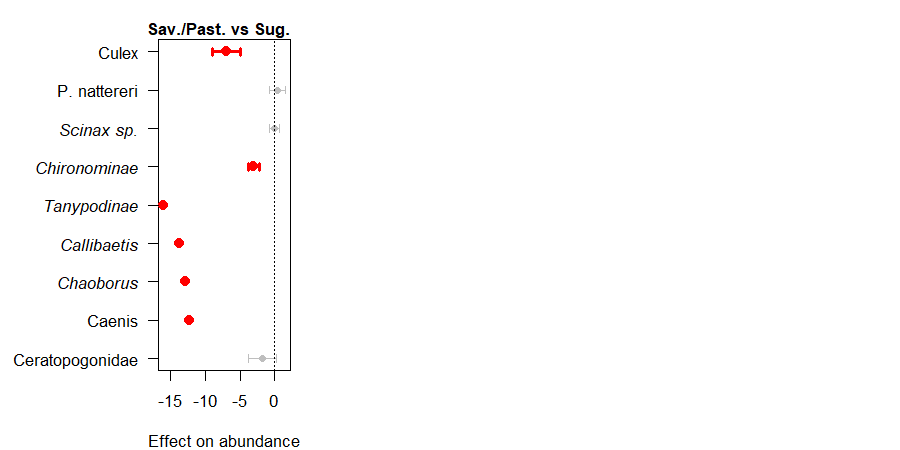 Sav./Past. vs Sug.
Culex
P. nattereri
Scinax sp.
Chironominae
Tanypodinae
Callibaetis
Chaoborus
Caenis
Ceratopogonidae
-15 -10 -5 0
Effect on abundance